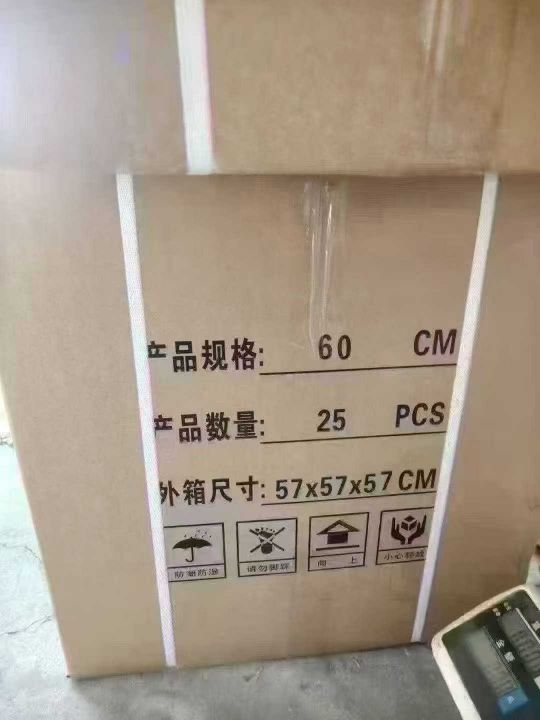 产品规格: 60 CM
产品数量: 25 PCS
外箱尺寸: 57x57x57 CM
防潮防湿 请勿脚踩 向上 小心轻放